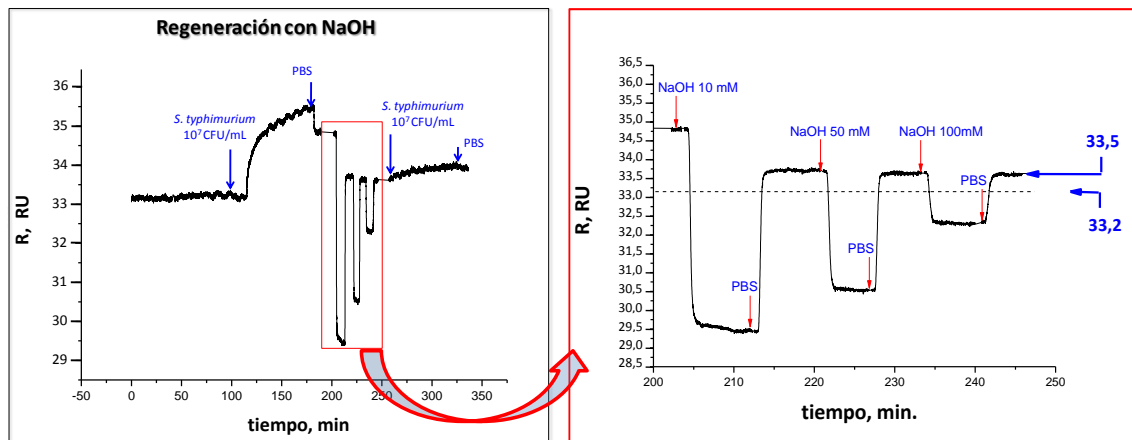 Regeneración con NaOH
PBS
S. typhimurium
10⁷CFU/mL
S. typhimurium
10⁷CFU/mL
PBS
36
35
34
33
32
31
30
29
R, RU
-50 0 50 100 150 200 250 300 350
tiempo, min
36,5
36,0
35,5
35,0
34,5
34,0
33,5
33,0
32,5
32,0
31,5
31,0
30,5
30,0
29,5
29,0
28,5
R, RU
NaOH 10 mM
NaOH 50 mM
NaOH 100mM
PBS
PBS
PBS
33,5
33,2
200 210 220 230 240 250
tiempo, min.